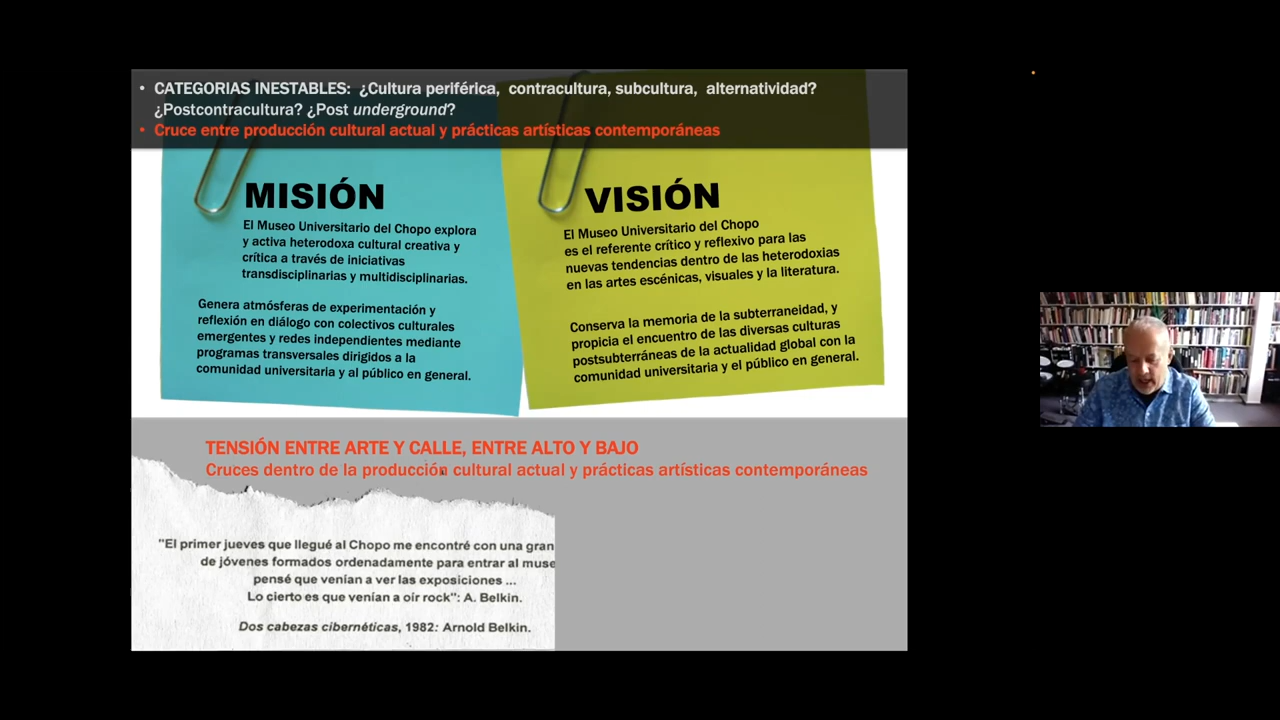 • CATEGORIAS INESTABLES: ¿Cultura periférica, contracultura, subcultura, alternatividad?
¿Postcontracultura? ¿Post underground?
• Cruce entre producción cultural actual y prácticas artísticas contemporáneas
MISIÓN
El Museo Universitario del Chopo explora
y activa heterodoxa cultural creativa y
crítica a través de iniciativas
transdisciplinarias y multidisciplinarias.
Genera atmósferas de experimentación y
reflexión en diálogo con colectivos culturales
emergentes y redes independientes mediante
programas transversales dirigidos a la
comunidad universitaria y al público en general.
VISIÓN
El Museo Universitario del Chopo
es el referente crítico y reflexivo para las
nuevas tendencias dentro de las heterodoxias
en las artes escénicas, visuales y la literatura.
Conserva la memoria de la subterraneidad, y
propicia el encuentro de las diversas culturas
postsubterráneas de la actualidad global con la
comunidad universitaria y el público en general.
TENSIÓN ENTRE ARTE Y CALLE, ENTRE ALTO Y BAJO
Cruces dentro de la producción cultural actual y prácticas artísticas contemporáneas
"El primer jueves que llegué al Chopo me encontré con una gran
de jóvenes formados ordenadamente para entrar al muse
pensé que venían a ver las exposiciones ...
Lo cierto es que venían a oír rock": A. Belkin.
Dos cabezas cibernéticas, 1982: Arnold Belkin.